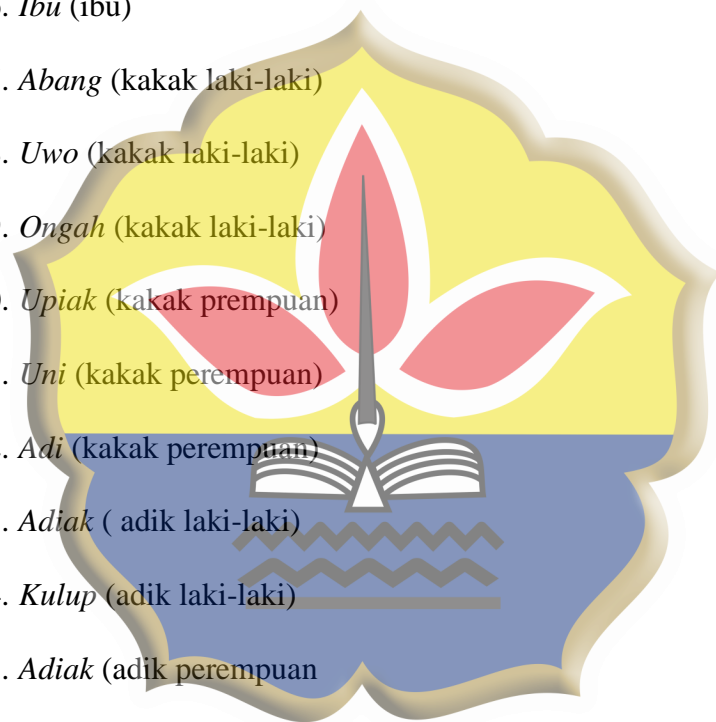 . Ibu (ibu)
. Abang (kakak laki-laki)
. Uwo (kakak laki-laki)
. Ongah (kakak laki-laki)
. Upiak (kakak prempuan)
. Uni (kakak perempuan)
. Adi (kakak perempuan)
. Adiak ( adik laki-laki)
. Kulup (adik laki-laki)
. Adiak (adik perempuan